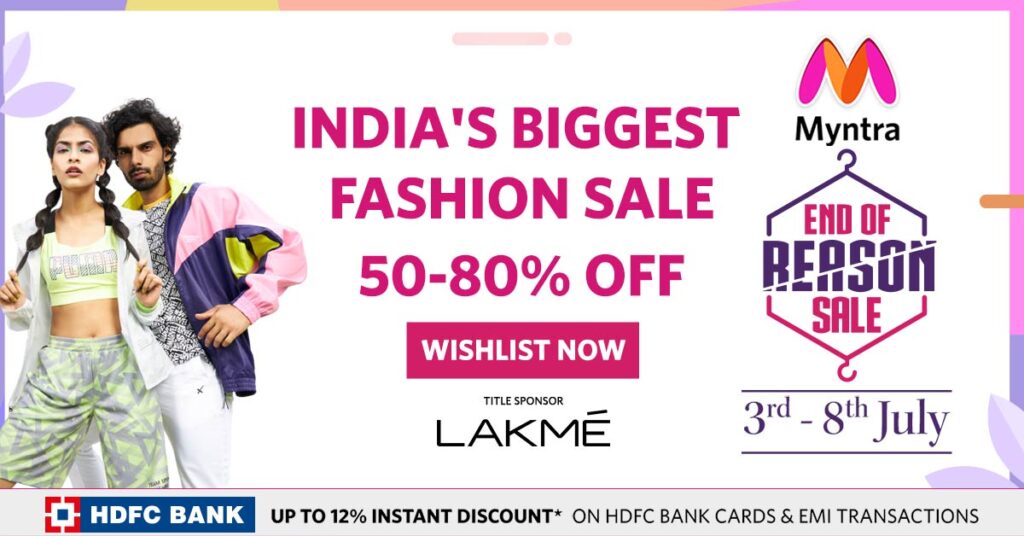 INDIA'S BIGGEST
FASHION SALE
50-80% OFF
WISHLIST NOW
TITLE SPONSOR
LAKMÉ
Myntra
END OF
REASON
SALE
3rd - 8th July
PUMA
HDFC BANK
UP TO 12% INSTANT DISCOUNT* ON HDFC BANK CARDS & EMI TRANSACTIONS